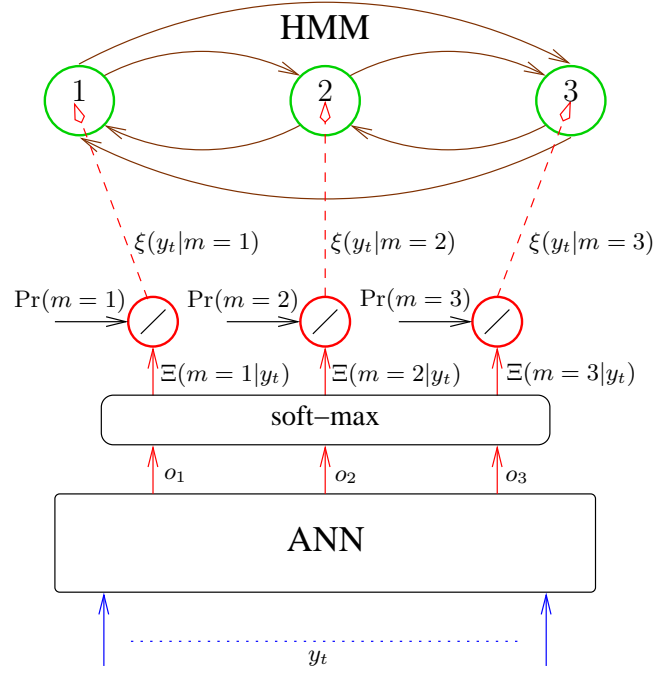 HMM
1 2 3
ξ(y_t|m = 1) ξ(y_t|m = 2) ξ(y_t|m = 3)
Pr(m = 1) Pr(m = 2) Pr(m = 3)
Ξ(m = 1|y_t) Ξ(m = 2|y_t) Ξ(m = 3|y_t)
soft−max
o_1 o_2 o_3
ANN
y_t